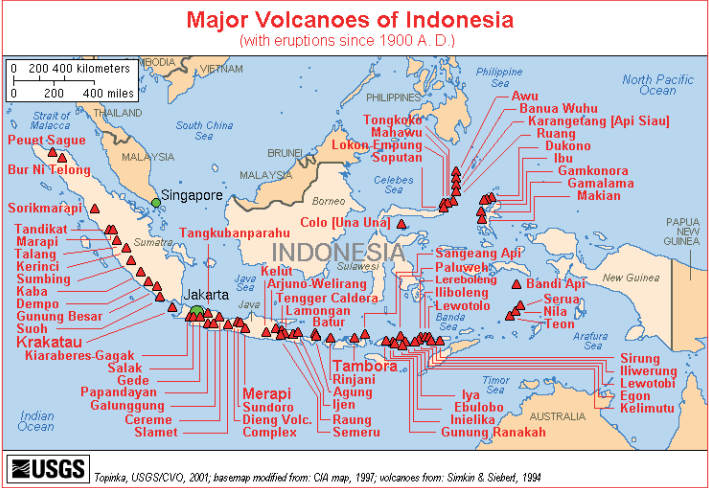 Major Volcanoes of Indonesia
(with eruptions since 1900 A. D.)
0 200 400 kilometers
0 200 400 miles
CAMBODIA
VIETNAM
THAILAND
Strait of
Malacca
South China
Sea
PHILIPPINES
Philippine
Sea
North Pacific
Ocean
MALAYSIA
BRUNEI
MALAYSIA
Borneo
Celebes
Sea
Singapore
Peuet Sague
Bur Ni Telong
Sorikmarapi
Tandikat
Marapi
Talang
Kerinci
Sumbing
Kaba
Dempo
Gunung Besar
Suoh
Krakatau
Kiaraberes-Gagak
Salak
Gede
Papandayan
Galunggung
Cereme
Slamet
Sumatra
Jakarta
Tangkubanparahu
INDONESIA
Java
Sea
Java
Sulawesi
Kelut
Arjuno-Welirang
Tengger Caldera
Lamongan
Batur
Merapi
Sundoro
Dieng Volc.
Complex
Tambora
Rinjani
Agung
Ijen
Raung
Semeru
Tongkoko
Mahawu
Lokon Empung
Soputan
Colo [Una Una]
Awu
Banua Wuhu
Karangetang [Api Siau]
Ruang
Dukono
Ibu
Gamkonora
Gamalama
Makian
Sangeang Api
Paluweh
Lereboleng
Iliboleng
Lewotolo
Banda
Sea
Bandi Api
Serua
Nila
Teon
PAPUA
NEW
GUINEA
New Guinea
Arafura
Sea
Sirung
Iliwerung
Lewotobi
Egon
Kelimutu
Iya
Ebulobo
Inielika
Gunung Ranakah
Timor
Sea
AUSTRALIA
Indian
Ocean
USGS
Topinka, USGS/CVO, 2001; basemap modified from: CIA map, 1997; volcanoes from: Simkin & Siebert, 1994